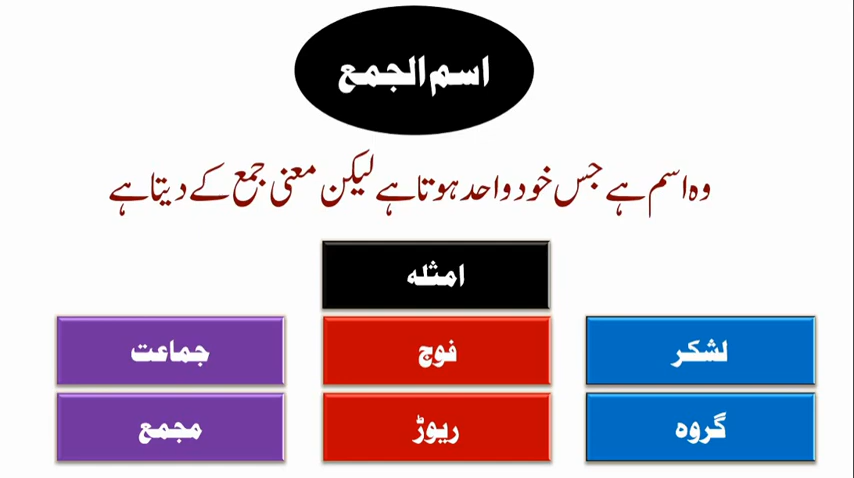 اسم الجمع
وہ اسم ہے جس خود واحد ہوتا ہے لیکن معنی جمع کے دیتا ہے
امثلہ
لشکر فوج جماعت
گروہ ریوڑ مجمع